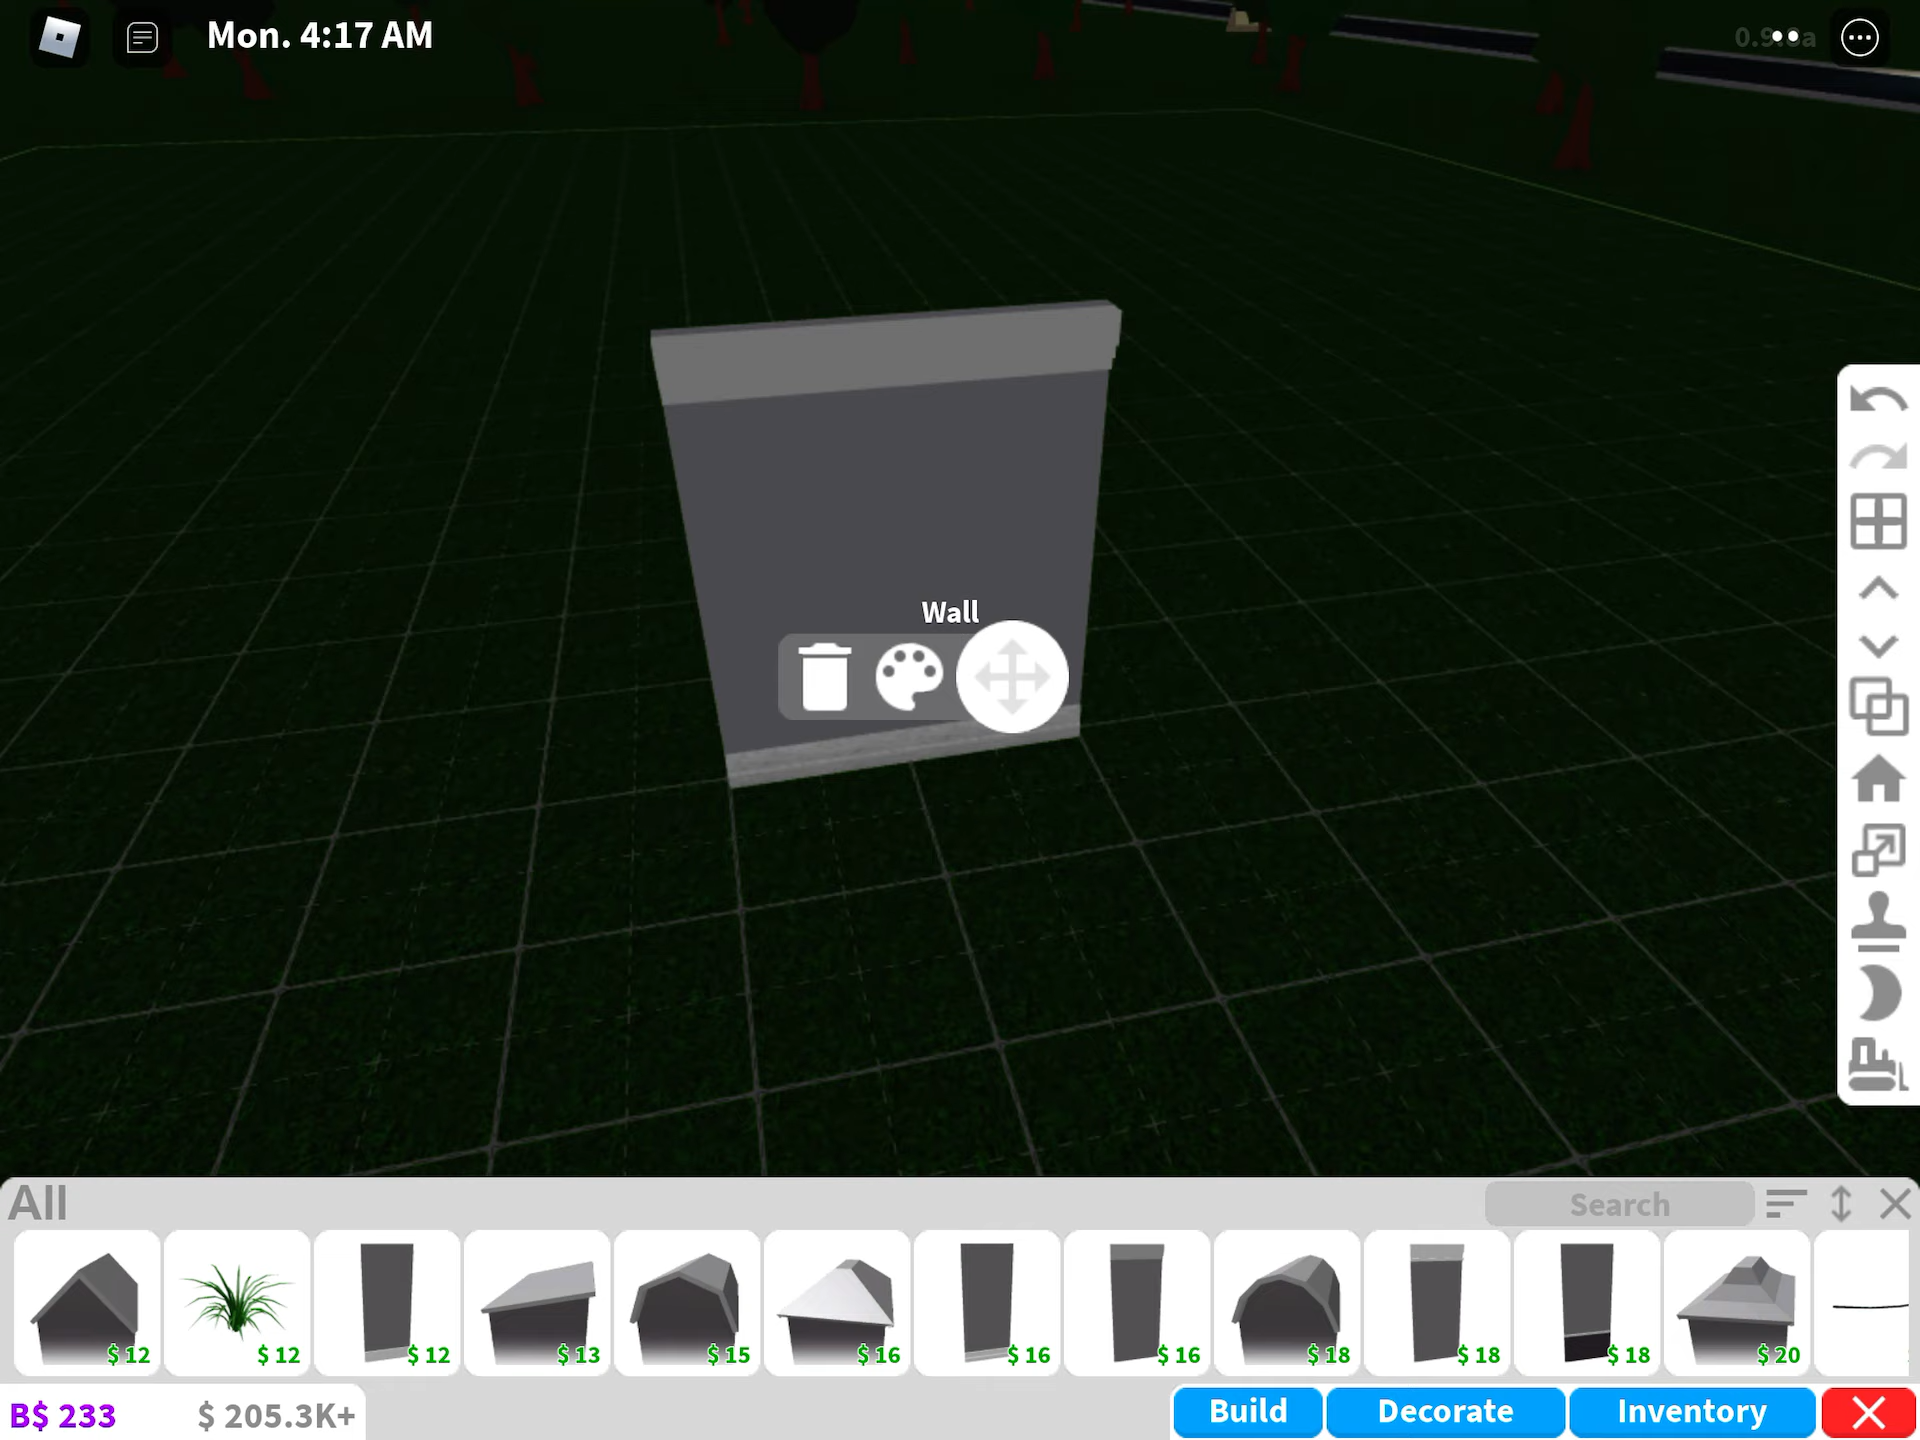 Mon. 4:17 AM
Wall
All
Search
$ 12
$ 12
$ 12
$ 13
$ 15
$ 16
$ 16
$ 16
$ 18
$ 18
$ 18
$ 20
B$ 233
$ 205.3K+
Build
Decorate
Inventory